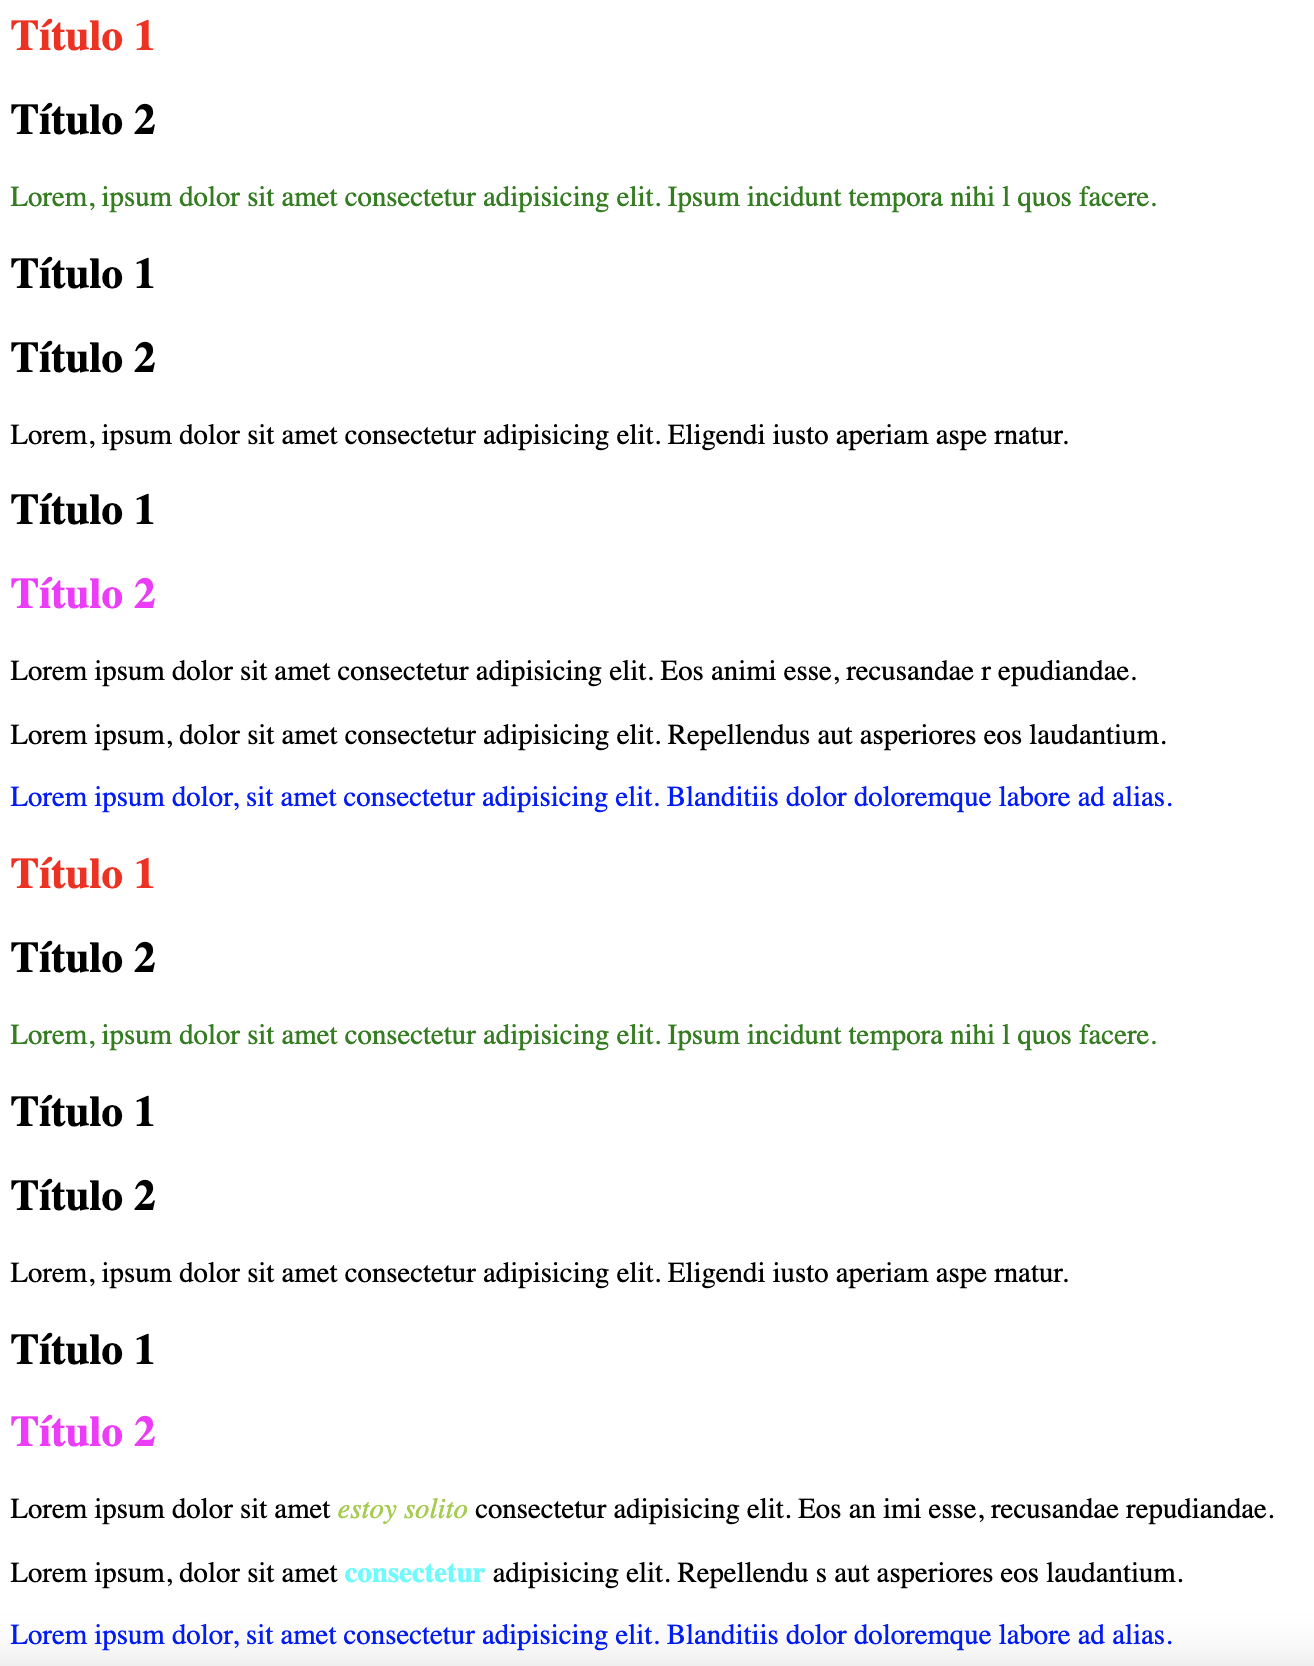 Título 1
Título 2
Lorem, ipsum dolor sit amet consectetur adipisicing elit. Ipsum incidunt tempora nihi l quos facere.
Título 1
Título 2
Lorem, ipsum dolor sit amet consectetur adipisicing elit. Eligendi iusto aperiam aspe rnatur.
Título 1
Título 2
Lorem ipsum dolor sit amet consectetur adipisicing elit. Eos animi esse, recusandae r epudiandae.
Lorem ipsum, dolor sit amet consectetur adipisicing elit. Repellendus aut asperiores eos laudantium.
Lorem ipsum dolor, sit amet consectetur adipisicing elit. Blanditiis dolor doloremque labore ad alias.
Título 1
Título 2
Lorem, ipsum dolor sit amet consectetur adipisicing elit. Ipsum incidunt tempora nihi l quos facere.
Título 1
Título 2
Lorem, ipsum dolor sit amet consectetur adipisicing elit. Eligendi iusto aperiam aspe rnatur.
Título 1
Título 2
Lorem ipsum dolor sit amet estoy solito consectetur adipisicing elit. Eos an imi esse, recusandae repudiandae.
Lorem ipsum, dolor sit amet consectetur adipisicing elit. Repellendu s aut asperiores eos laudantium.
Lorem ipsum dolor, sit amet consectetur adipisicing elit. Blanditiis dolor doloremque labore ad alias.